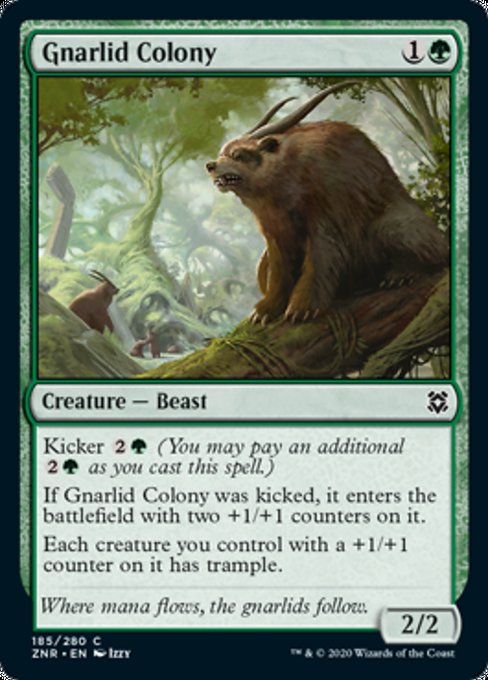 Gnarlid Colony 1
Creature — Beast
Kicker 2 (You may pay an additional
2 as you cast this spell.)
If Gnarlid Colony was kicked, it enters the
battlefield with two +1/+1 counters on it.
Each creature you control with a +1/+1
counter on it has trample.
Where mana flows, the gnarlids follow.
2/2
185/280 C
ZNR • EN Izzy
™ & © 2020 Wizards of the Coast